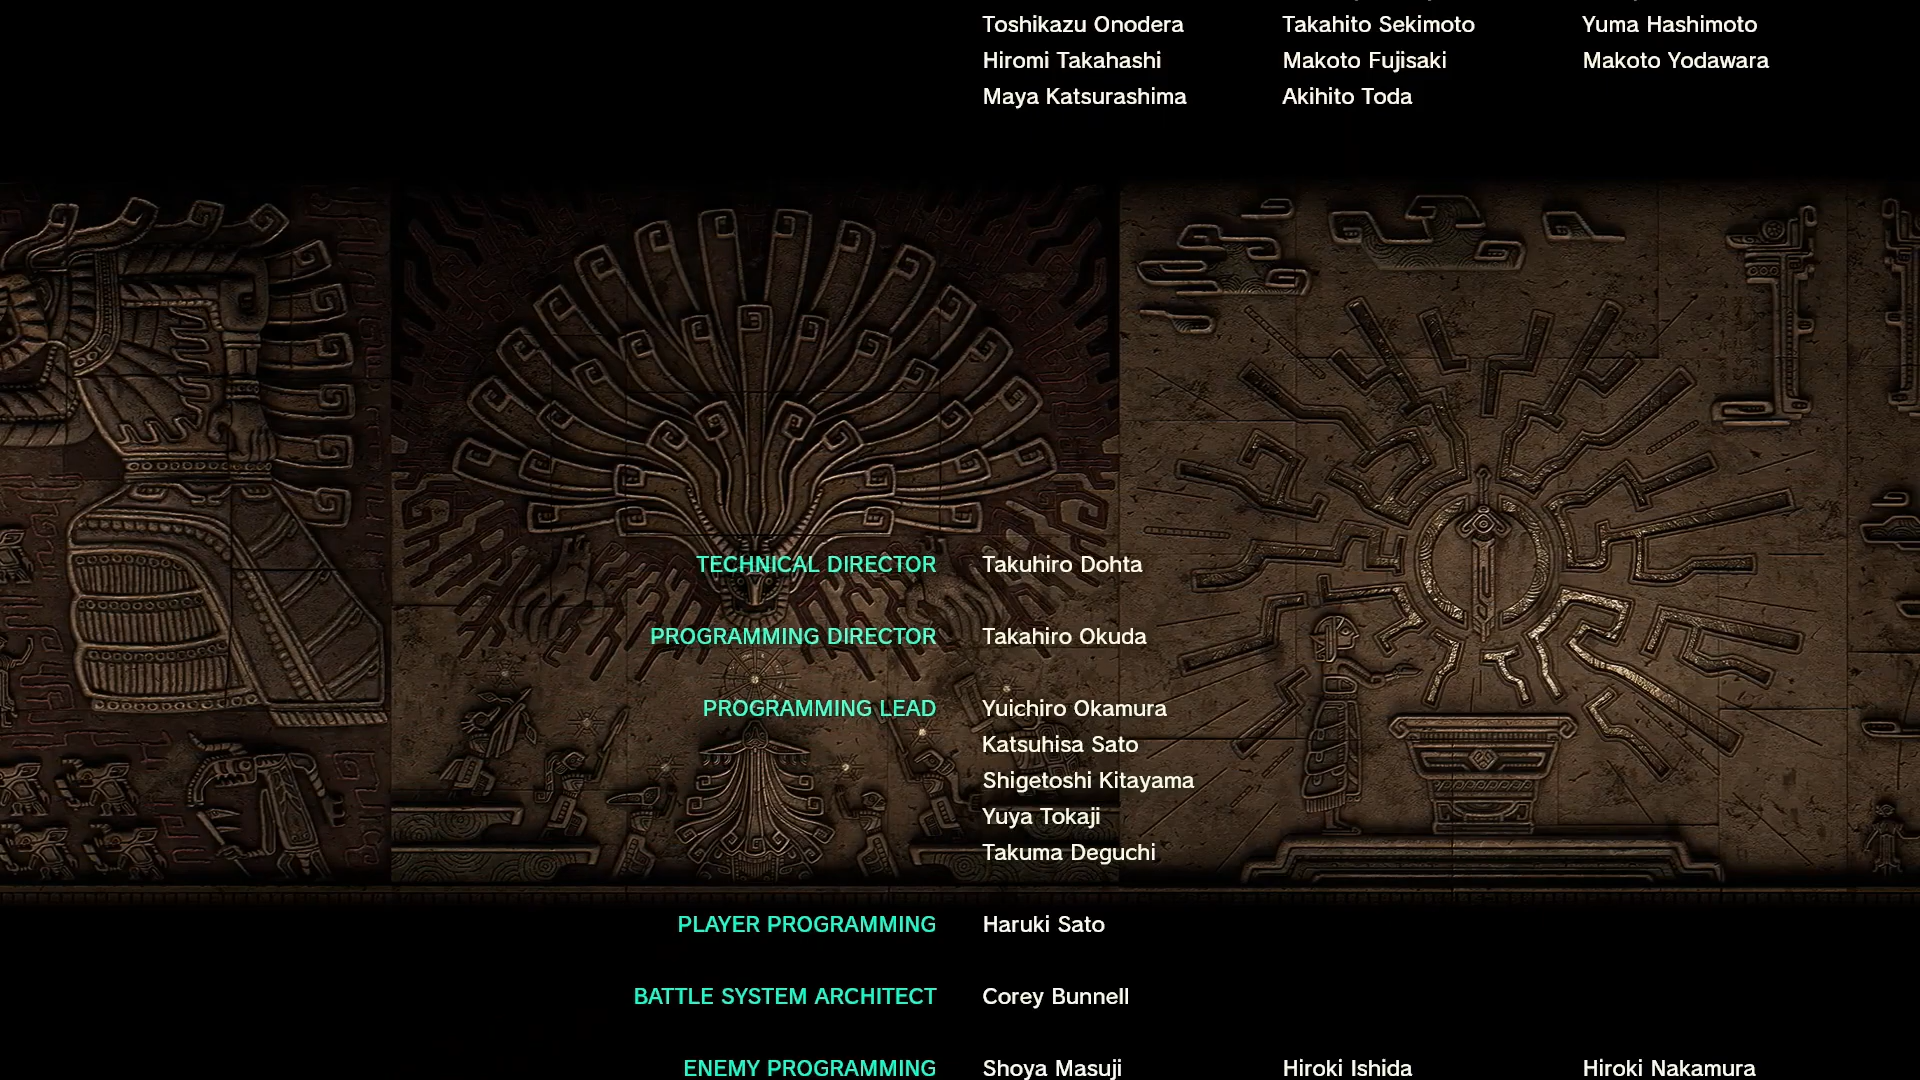 Toshikazu Onodera Takahito Sekimoto Yuma Hashimoto
Hiromi Takahashi Makoto Fujisaki Makoto Yodawara
Maya Katsurashima Akihito Toda
TECHNICAL DIRECTOR Takuhiro Dohta
PROGRAMMING DIRECTOR Takahiro Okuda
PROGRAMMING LEAD Yuichiro Okamura
Katsuhisa Sato
Shigetoshi Kitayama
Yuya Tokaji
Takuma Deguchi
PLAYER PROGRAMMING Haruki Sato
BATTLE SYSTEM ARCHITECT Corey Bunnell
ENEMY PROGRAMMING Shoya Masuji Hiroki Ishida Hiroki Nakamura